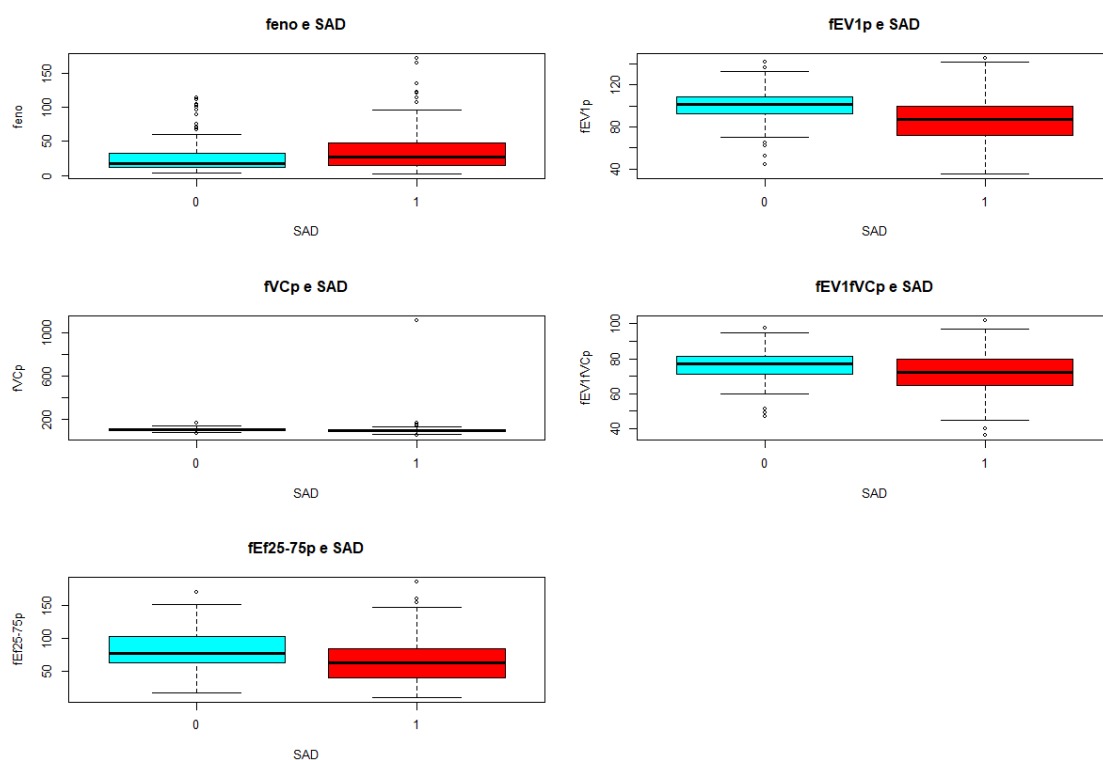 feno e SAD
feno
0 50 100 150
0 1
SAD
fEV1p
fEV1p
40 80 120
0 1
SAD
fVCp e SAD
fVCp
200 600 1000
0 1
SAD
fEV1fVCp e SAD
fEV1fVCp
40 60 80 100
0 1
SAD
fEf25-75p e SAD
fEf25-75p
50 100 150
0 1
SAD